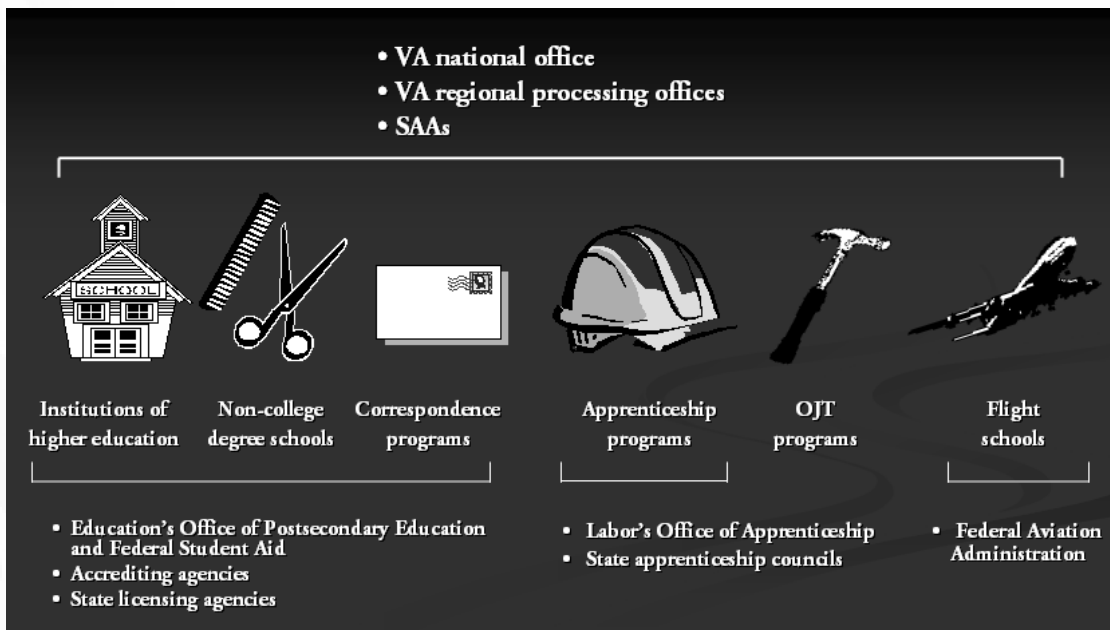 • VA national office
• VA regional processing offices
• SAAs
SCHOOL
Institutions of
higher education
Non-college
degree schools
Correspondence
programs
Apprenticeship
programs
OJT
programs
Flight
schools
• Education's Office of Postsecondary Education
and Federal Student Aid
• Accrediting agencies
• State licensing agencies
• Labor's Office of Apprenticeship
• State apprenticeship councils
• Federal Aviation
Administration